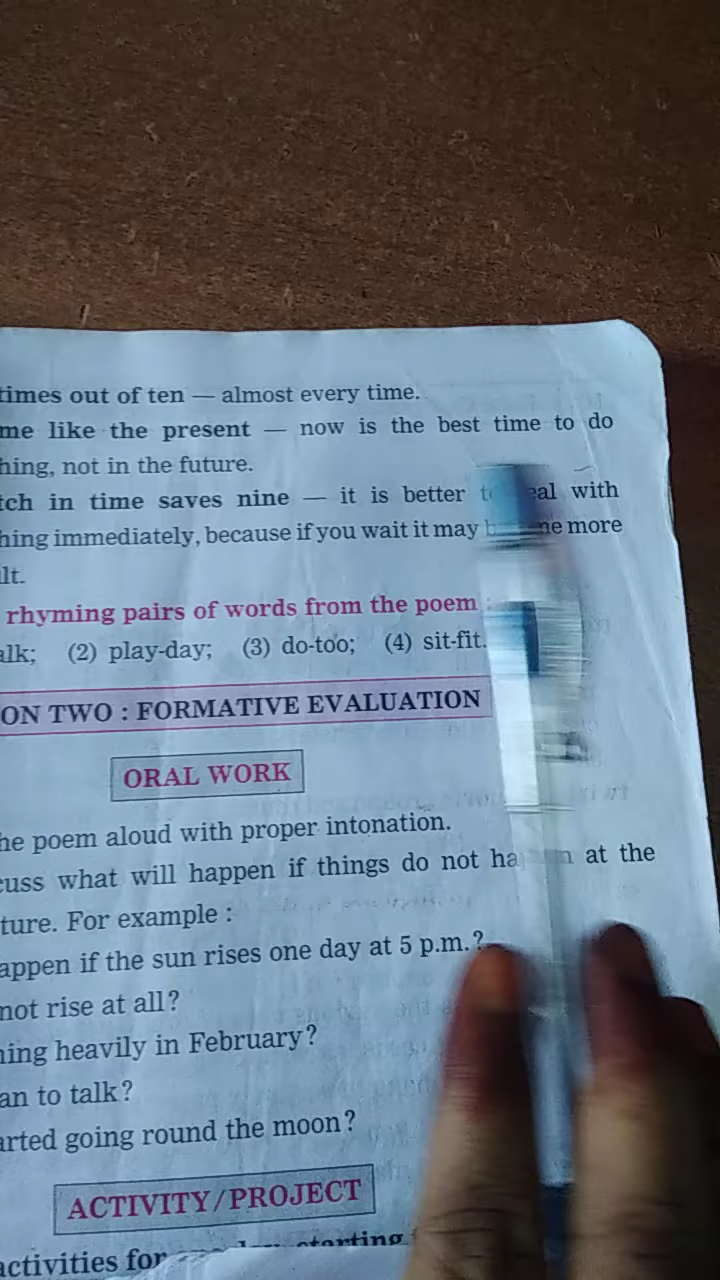 times out of ten — almost every time.
me like the present — now is the best time to do
hing, not in the future.
tch in time saves nine — it is better with
hing immediately, because if you wait it may more
lt.
rhyming pairs of words from the poem :
alk; (2) play-day; (3) do-too; (4) sit-fit.
ON TWO : FORMATIVE EVALUATION
ORAL WORK
he poem aloud with proper intonation.
cuss what will happen if things do not at the
ture. For example :
appen if the sun rises one day at 5 p.m.?
not rise at all?
ning heavily in February?
an to talk?
arted going round the moon?
ACTIVITY/PROJECT
activities for starting